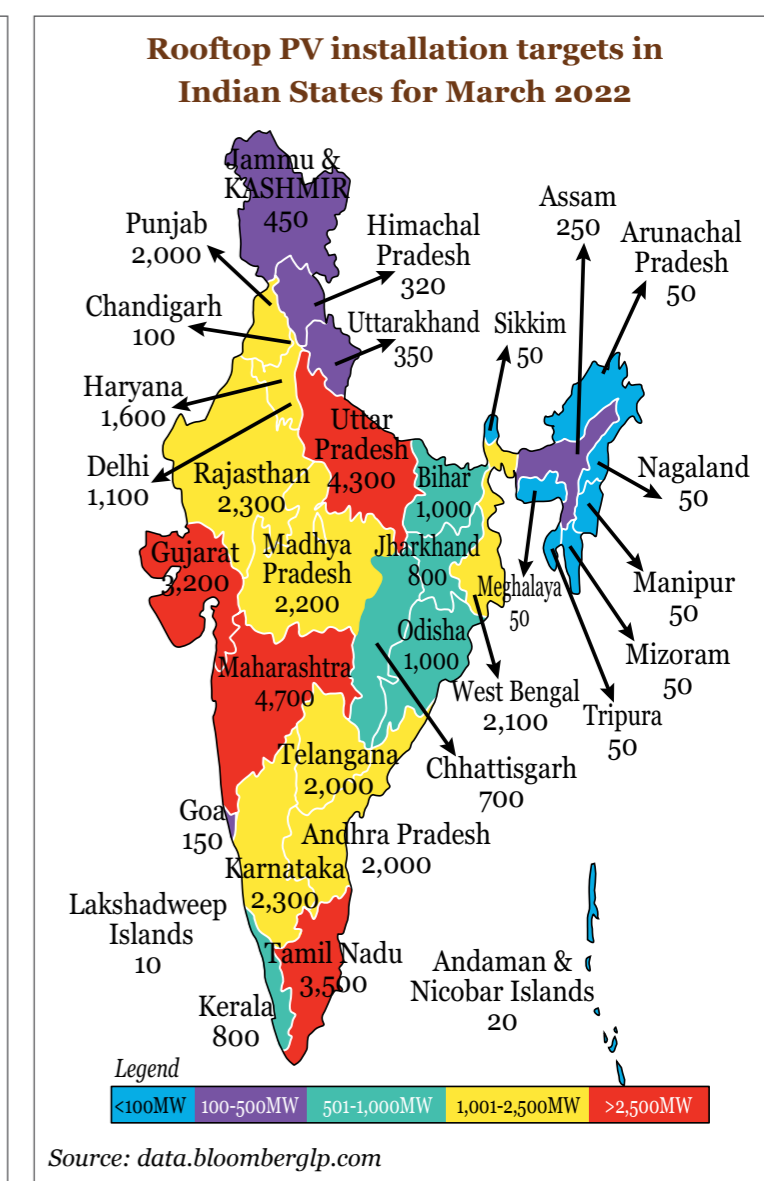 Rooftop PV installation targets in
Indian States for March 2022
Jammu &
KASHMIR
450
Punjab
2,000
Himachal
Pradesh
320
Assam
250
Arunachal
Pradesh
50
Chandigarh
100
Uttarakhand
350
Sikkim
50
Haryana
1,600
Uttar
Pradesh
4,300
Delhi
1,100
Rajasthan
2,300
Bihar
1,000
Nagaland
50
Gujarat
3,200
Madhya
Pradesh
2,200
Jharkhand
800
Meghalaya
50
Manipur
50
Odisha
1,000
Mizoram
50
Maharashtra
4,700
West Bengal
2,100
Tripura
50
Telangana
2,000
Chhattisgarh
700
Goa
150
Andhra Pradesh
2,000
Karnataka
2,300
Lakshadweep
Islands
10
Tamil Nadu
3,500
Andaman &
Nicobar Islands
20
Kerala
800
Legend
<100MW 100-500MW 501-1,000MW 1,001-2,500MW >2,500MW
Source: data.bloomberglp.com